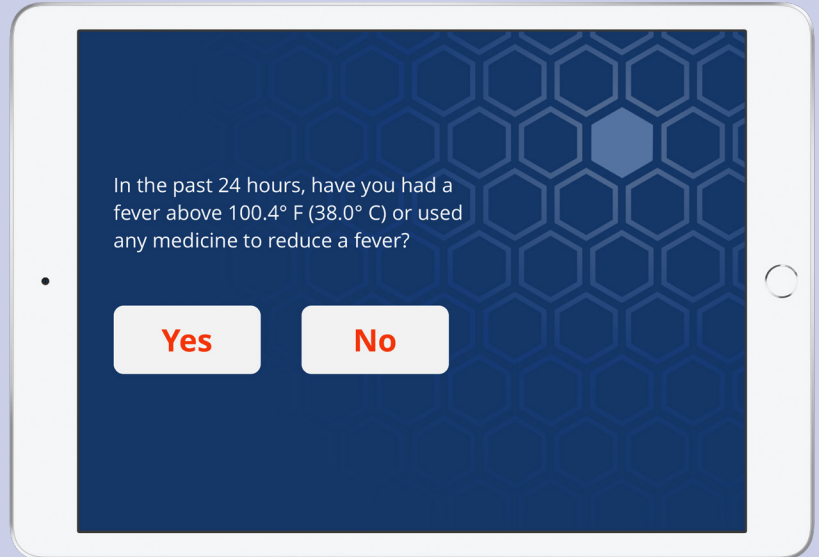 In the past 24 hours, have you had a
fever above 100.4° F (38.0° C) or used
any medicine to reduce a fever?
Yes
No